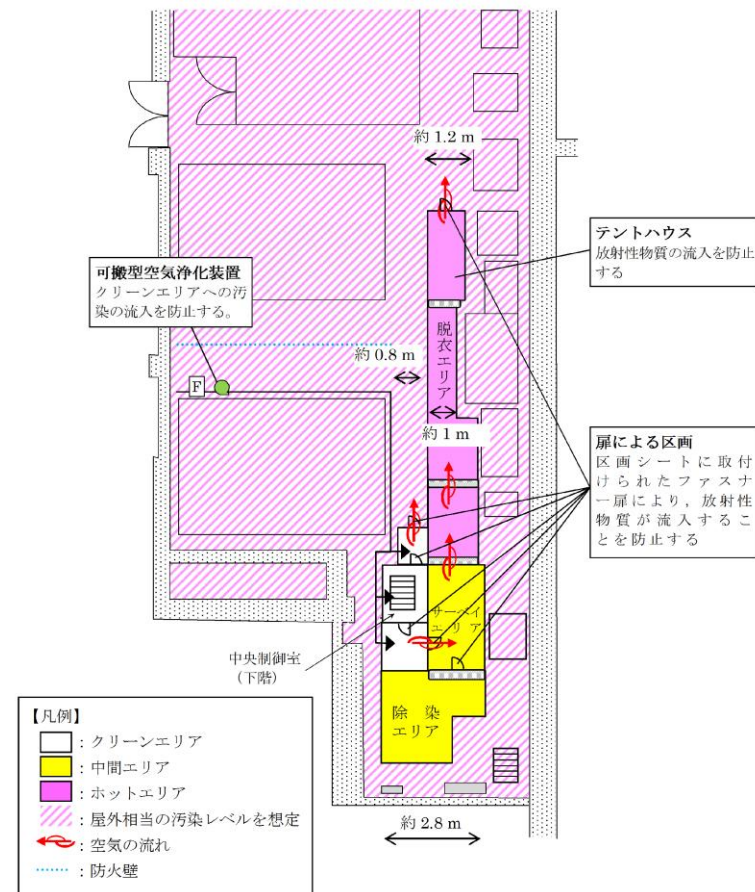 約 1.2 m
テントハウス
放射性物質の流入を防止
する
可搬型空気浄化装置
クリーンエリアへの汚
染の流入を防止する。
脱衣エリア
約 0.8 m
F
約 1 m
扉による区画
区画シートに取付
けられたファスナ
ー扉により，放射性
物質が流入するこ
とを防止する
サーベイ
エリア
中央制御室
（下階）
除 染
エリア
【凡例】
：クリーンエリア
：中間エリア
：ホットエリア
：屋外相当の汚染レベルを想定
：空気の流れ
：防火壁
約 2.8 m